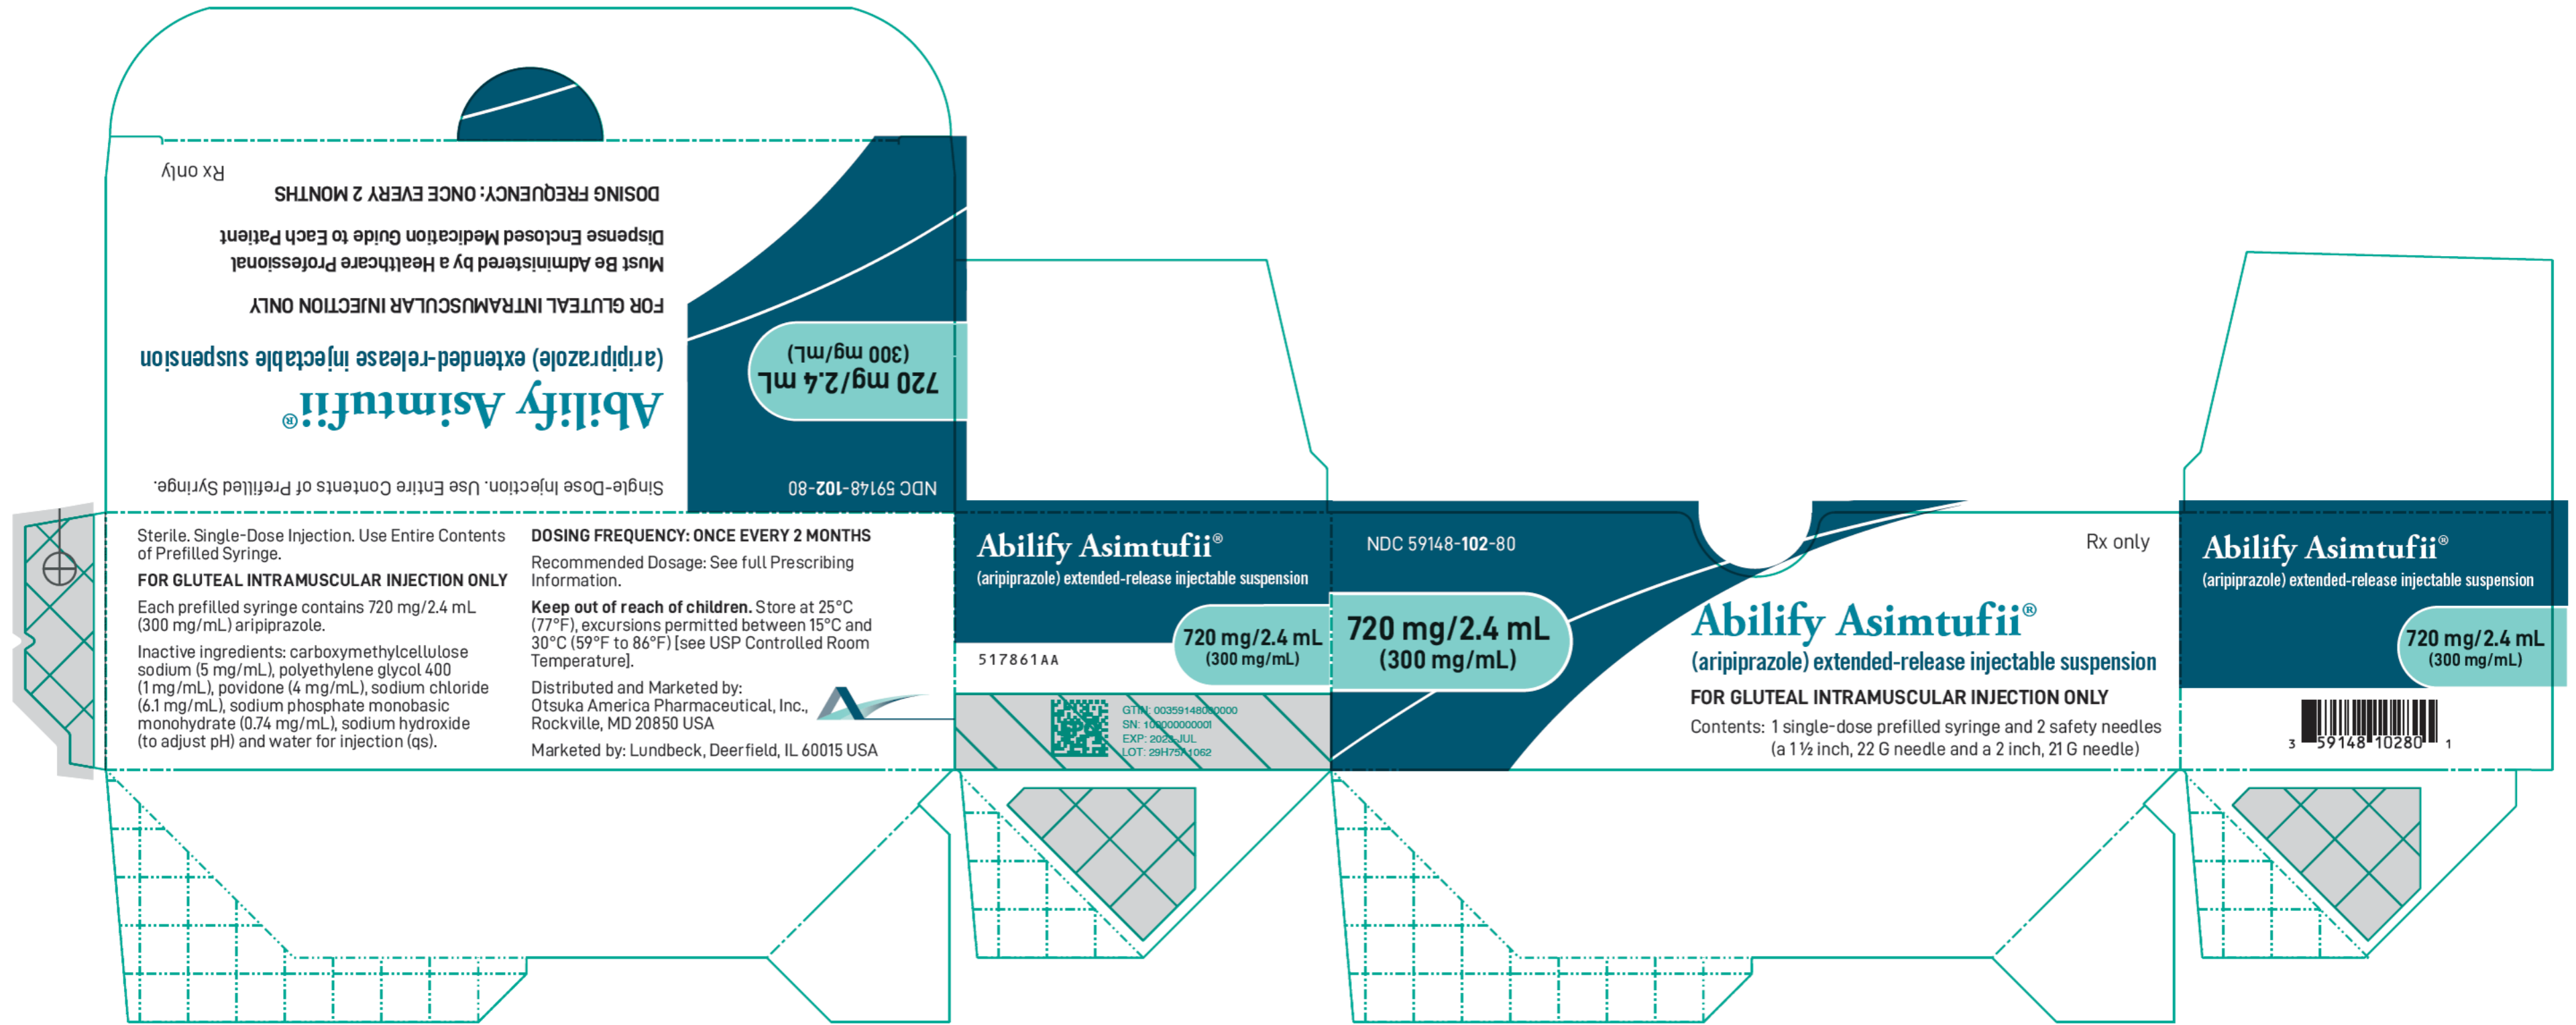 Rx only
DOSING FREQUENCY: ONCE EVERY 2 MONTHS
Dispense Enclosed Medication Guide to Each Patient
Must Be Administered by a Healthcare Professional
FOR GLUTEAL INTRAMUSCULAR INJECTION ONLY
(aripiprazole) extended-release injectable suspension
Abilify Asimtufii®
Single-Dose Injection. Use Entire Contents of Prefilled Syringe.
(300 mg/mL)
720 mg/2.4 mL
NDC 59148-102-80
Sterile. Single-Dose Injection. Use Entire Contents
of Prefilled Syringe.
FOR GLUTEAL INTRAMUSCULAR INJECTION ONLY
Each prefilled syringe contains 720 mg/2.4 mL
(300 mg/mL) aripiprazole.
Inactive ingredients: carboxymethylcellulose
sodium (5 mg/mL), polyethylene glycol 400
(1 mg/mL), povidone (4 mg/mL), sodium chloride
(6.1 mg/mL), sodium phosphate monobasic
monohydrate (0.74 mg/mL), sodium hydroxide
(to adjust pH) and water for injection (qs).
DOSING FREQUENCY: ONCE EVERY 2 MONTHS
Recommended Dosage: See full Prescribing
Information.
Keep out of reach of children. Store at 25°C
(77°F), excursions permitted between 15°C and
30°C (59°F to 86°F) [see USP Controlled Room
Temperature].
Distributed and Marketed by:
Otsuka America Pharmaceutical, Inc.,
Rockville, MD 20850 USA
Marketed by: Lundbeck, Deerfield, IL 60015 USA
Abilify Asimtufii®
(aripiprazole) extended-release injectable suspension
720 mg/2.4 mL
(300 mg/mL)
517861AA
GTIN: 00359148000000
SN: 10000000001
EXP: 2023-JUL
LOT: 29H75A1062
NDC 59148-102-80
720 mg/2.4 mL
(300 mg/mL)
Rx only
Abilify Asimtufii®
(aripiprazole) extended-release injectable suspension
FOR GLUTEAL INTRAMUSCULAR INJECTION ONLY
Contents: 1 single-dose prefilled syringe and 2 safety needles
(a 1 ½ inch, 22 G needle and a 2 inch, 21 G needle)
Abilify Asimtufii®
(aripiprazole) extended-release injectable suspension
720 mg/2.4 mL
(300 mg/mL)
3 59148 10280 1